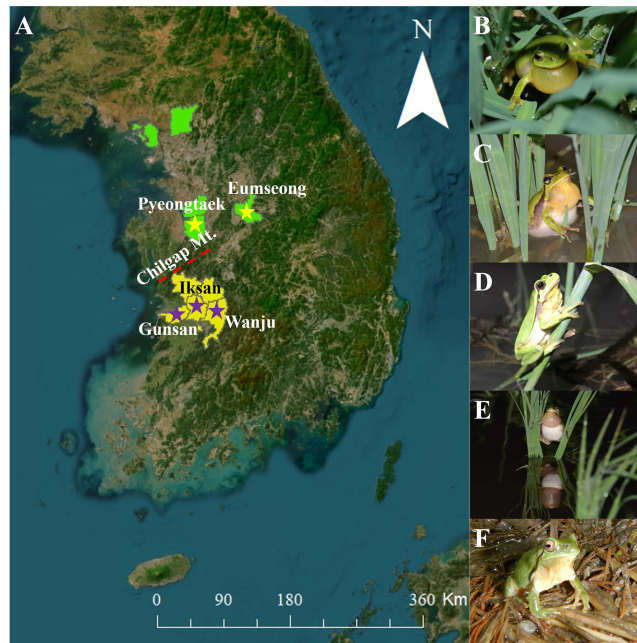 A
N
Eumseong
Pyeongtaek
Chilgap Mt.
Iksan
Gunsan
Wanju
0 90 180 360 Km
B
C
D
E
F